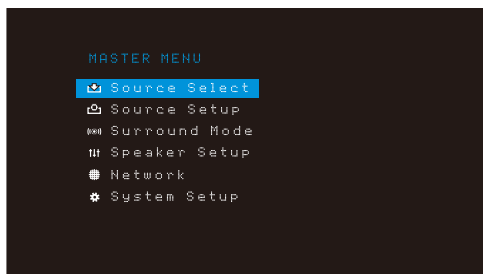 MASTER MENU
Source Select
Source Setup
Surround Mode
Speaker Setup
Network
System Setup